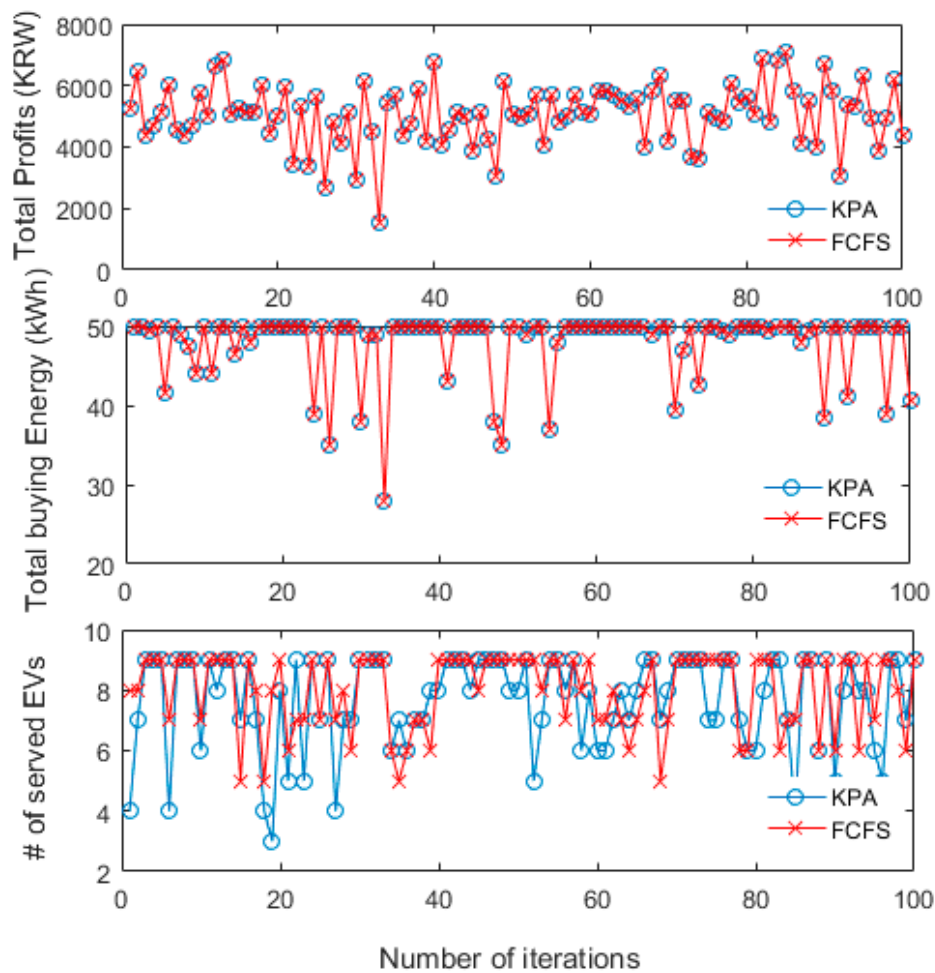 Total Profits (KRW)
8000
6000
4000
2000
0
KPA
FCFS
0 20 40 60 80 100
Total buying Energy (kWh)
50
40
30
20
KPA
FCFS
0 20 40 60 80 100
# of served EVs
10
8
6
4
2
KPA
FCFS
0 20 40 60 80 100
Number of iterations